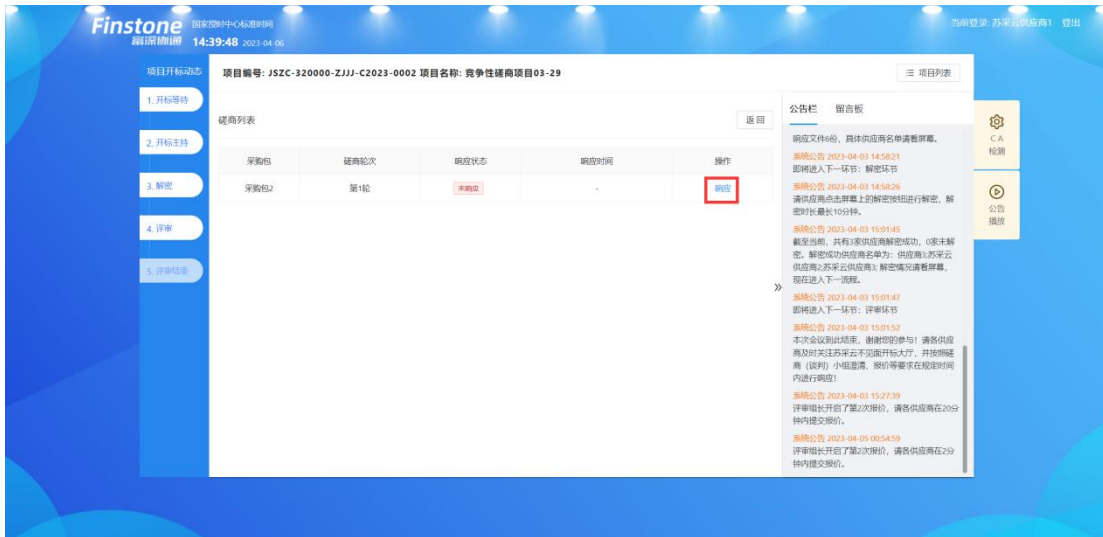 Finstone 国家授时中心标准时间
富深协通 14:39:48 2023-04-06
当前登录: 苏采云供应商1 登出
项目开标动态
1. 开标等待
2. 开标主持
3. 解密
4. 评审
5. 评审结束
项目编号: JSZC-320000-ZJJJ-C2023-0002 项目名称: 竞争性磋商项目03-29
项目列表
磋商列表
返回
采购包 磋商轮次 响应状态 响应时间 操作
采购包2 第1轮 未响应 - 响应
»
公告栏 留言板
响应文件6份，具体供应商名单请看屏幕。
系统公告 2023-04-03 14:58:21
即将进入下一环节：解密环节
系统公告 2023-04-03 14:58:26
请供应商点击屏幕上的解密按钮进行解密，解
密时长最长10分钟。
系统公告 2023-04-03 15:01:45
截至当前，共有3家供应商解密成功，0家未解
密。解密成功供应商名单为：供应商3;苏采云
供应商2;苏采云供应商3; 解密情况请看屏幕，
现在进入下一流程。
系统公告 2023-04-03 15:01:47
即将进入下一环节：评审环节
系统公告 2023-04-03 15:01:52
本次会议到此结束，谢谢您的参与！请各供应
商及时关注苏采云不见面开标大厅，并按照磋
商（谈判）小组澄清、报价等要求在规定时间
内进行响应！
系统公告 2023-04-03 15:27:39
评审组长开启了第2次报价，请各供应商在20分
钟内提交报价。
系统公告 2023-04-05 00:54:59
评审组长开启了第2次报价，请各供应商在2分
钟内提交报价。
CA
检测
公告
播放